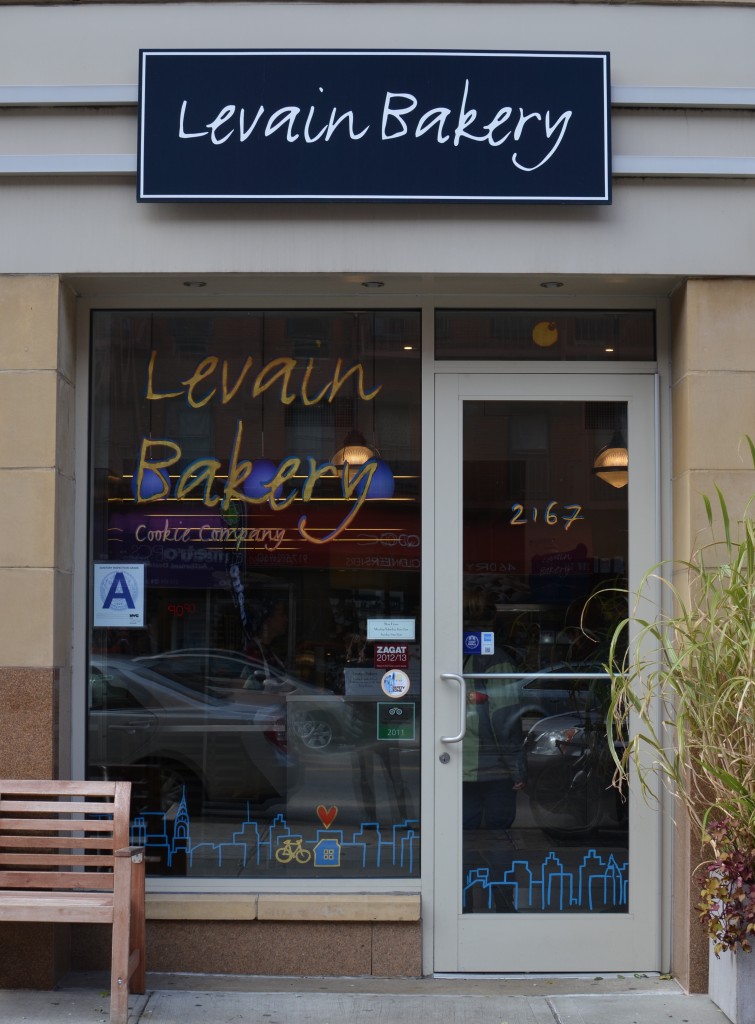 Levain Bakery
Levain
Bakery
Cookie Company
2167
A
ZAGAT
2012/13
2011